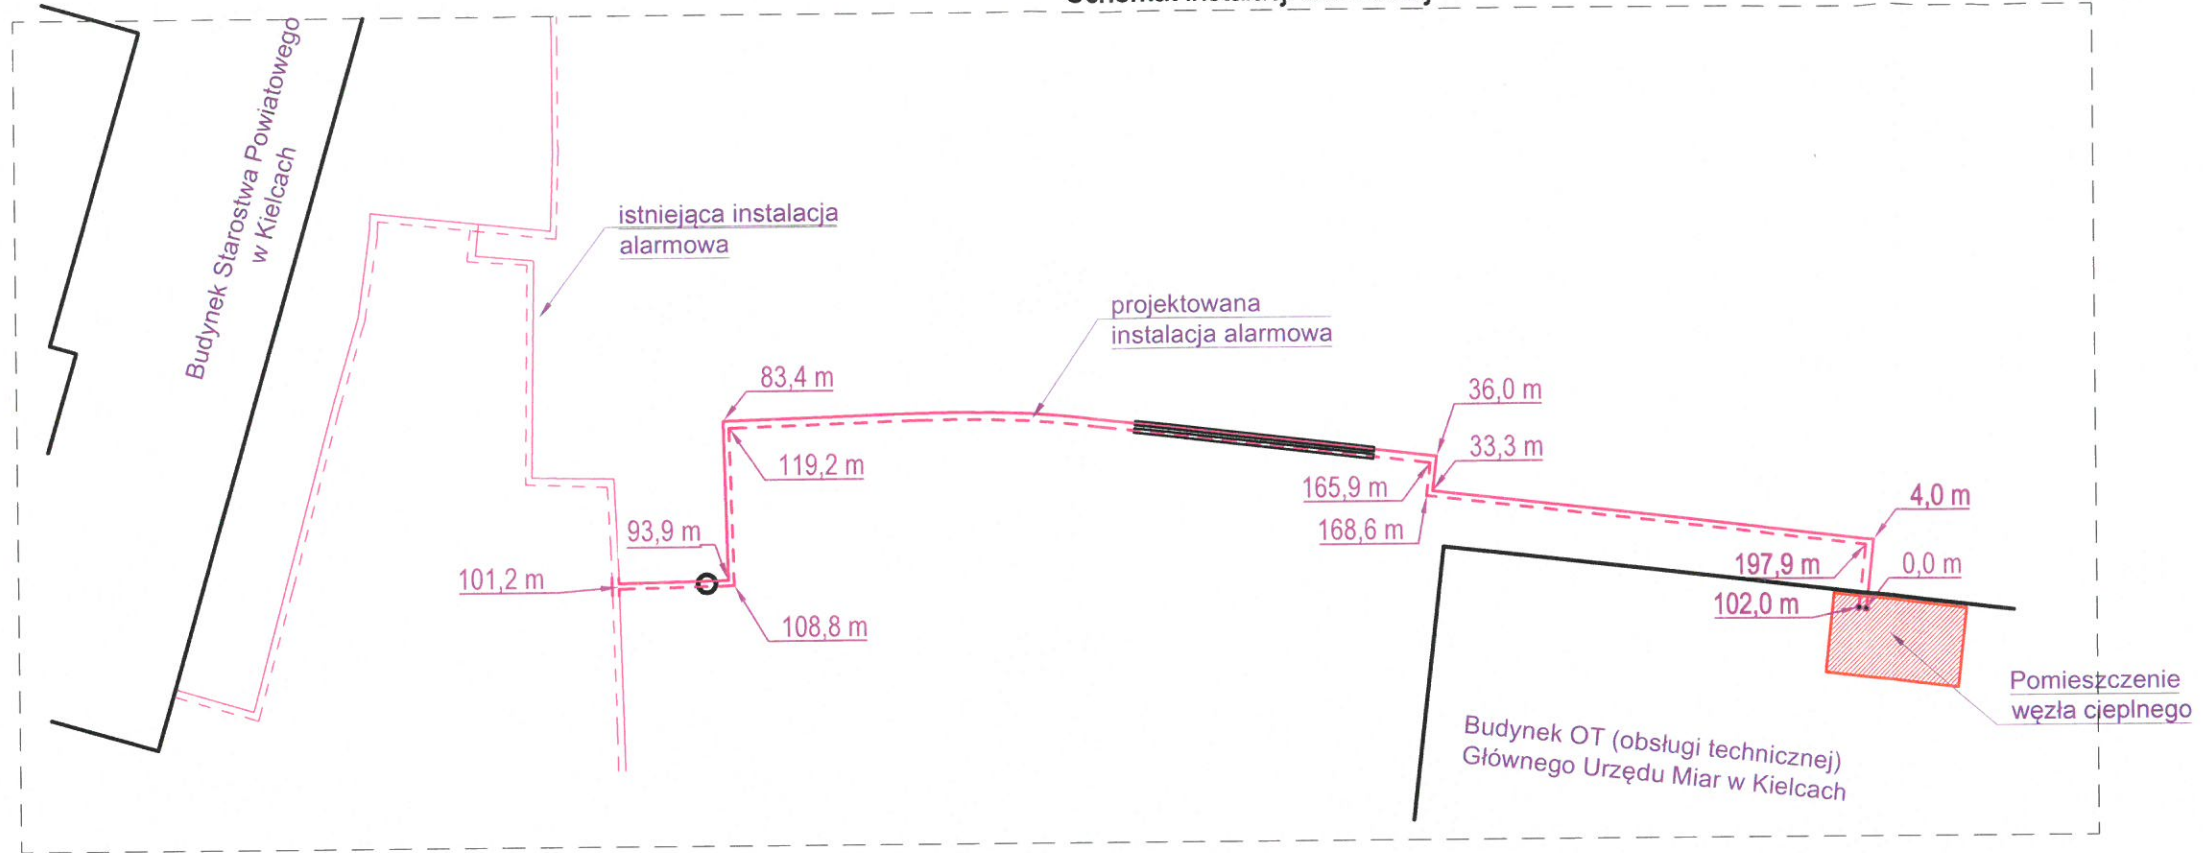 Budynek Starostwa Powiatowego
w Kielcach
istniejąca instalacja
alarmowa
projektowana
instalacja alarmowa
83,4 m
36,0 m
33,3 m
119,2 m
165,9 m
4,0 m
168,6 m
93,9 m
197,9 m
0,0 m
101,2 m
102,0 m
108,8 m
Pomieszczenie
węzła cieplnego
Budynek OT (obsługi technicznej)
Głównego Urzędu Miar w Kielcach